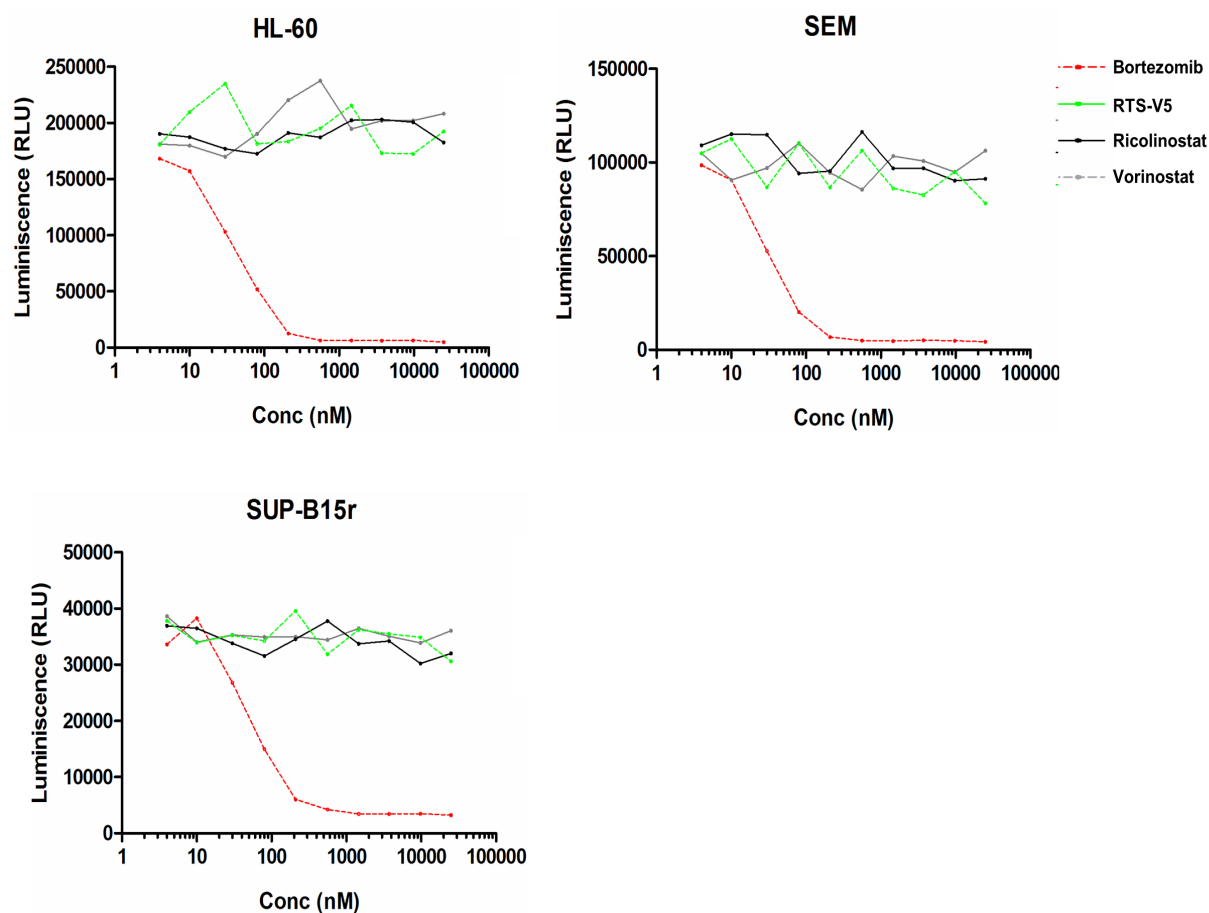 HL-60
Luminiscence (RLU)
250000
200000
150000
100000
50000
0
1 10 100 1000 10000 100000
Conc (nM)
SEM
Luminiscence (RLU)
150000
100000
50000
0
1 10 100 1000 10000 100000
Conc (nM)
Bortezomib
RTS-V5
Ricolinostat
Vorinostat
SUP-B15r
Luminiscence (RLU)
50000
40000
30000
20000
10000
0
1 10 100 1000 10000 100000
Conc (nM)